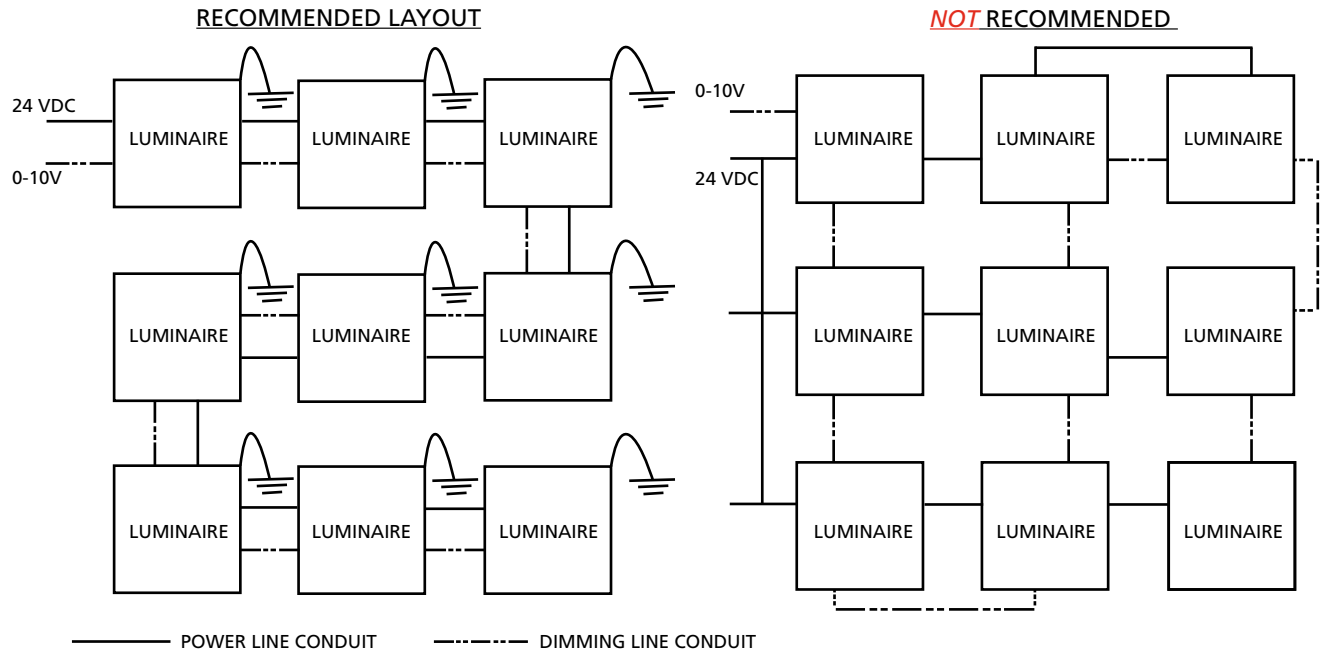 RECOMMENDED LAYOUT
24 VDC
0-10V
LUMINAIRE
LUMINAIRE
LUMINAIRE
LUMINAIRE
LUMINAIRE
LUMINAIRE
LUMINAIRE
LUMINAIRE
LUMINAIRE
NOT RECOMMENDED
0-10V
24 VDC
LUMINAIRE
LUMINAIRE
LUMINAIRE
LUMINAIRE
LUMINAIRE
LUMINAIRE
LUMINAIRE
LUMINAIRE
LUMINAIRE
POWER LINE CONDUIT
DIMMING LINE CONDUIT